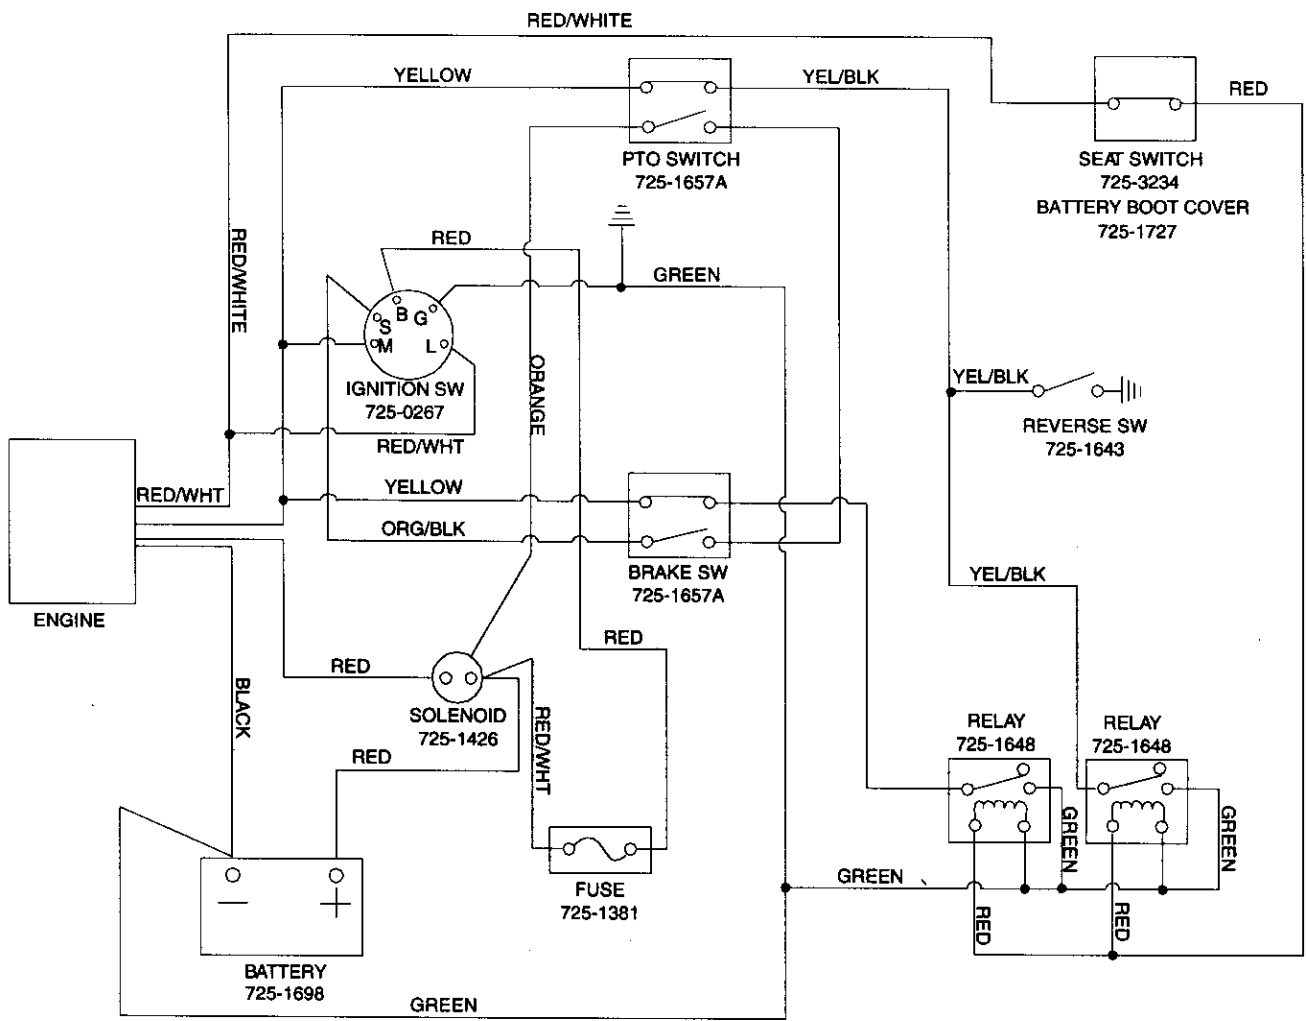 RED/WHITE
YELLOW
YEL/BLK
RED
PTO SWITCH
725-1657A
SEAT SWITCH
725-3234
BATTERY BOOT COVER
725-1727
RED/WHITE
RED
GREEN
B
G
S
M
L
IGNITION SW
725-0267
ORANGE
YEL/BLK
REVERSE SW
725-1643
RED/WHT
RED/WHT
YELLOW
ORG/BLK
BRAKE SW
725-1657A
YEL/BLK
ENGINE
RED
RED
BLACK
SOLENOID
725-1426
RED/WHT
RED
RELAY
725-1648
RELAY
725-1648
GREEN
GREEN
FUSE
725-1381
GREEN
RED
RED
BATTERY
725-1698
GREEN